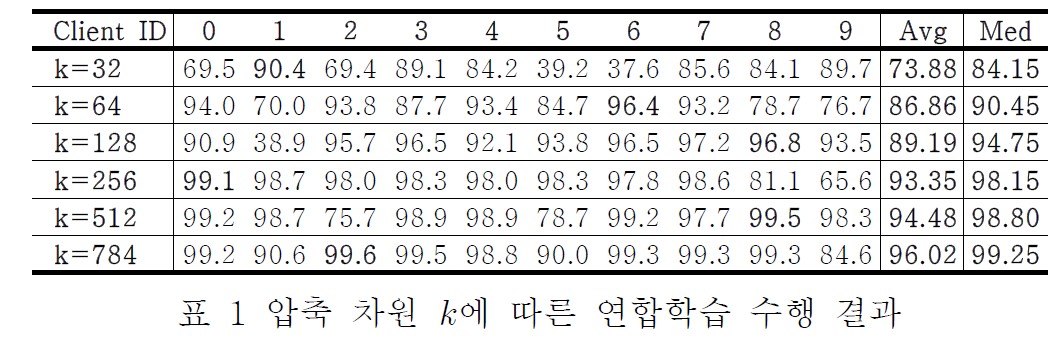 Client ID 0 1 2 3 4 5 6 7 8 9 Avg Med
k=32 69.5 90.4 69.4 89.1 84.2 39.2 37.6 85.6 84.1 89.7 73.88 84.15
k=64 94.0 70.0 93.8 87.7 93.4 84.7 96.4 93.2 78.7 76.7 86.86 90.45
k=128 90.9 38.9 95.7 96.5 92.1 93.8 96.5 97.2 96.8 93.5 89.19 94.75
k=256 99.1 98.7 98.0 98.3 98.0 98.3 97.8 98.6 81.1 65.6 93.35 98.15
k=512 99.2 98.7 75.7 98.9 98.9 78.7 99.2 97.7 99.5 98.3 94.48 98.80
k=784 99.2 90.6 99.6 99.5 98.8 90.0 99.3 99.3 99.3 84.6 96.02 99.25
표 1 압축 차원 k에 따른 연합학습 수행 결과